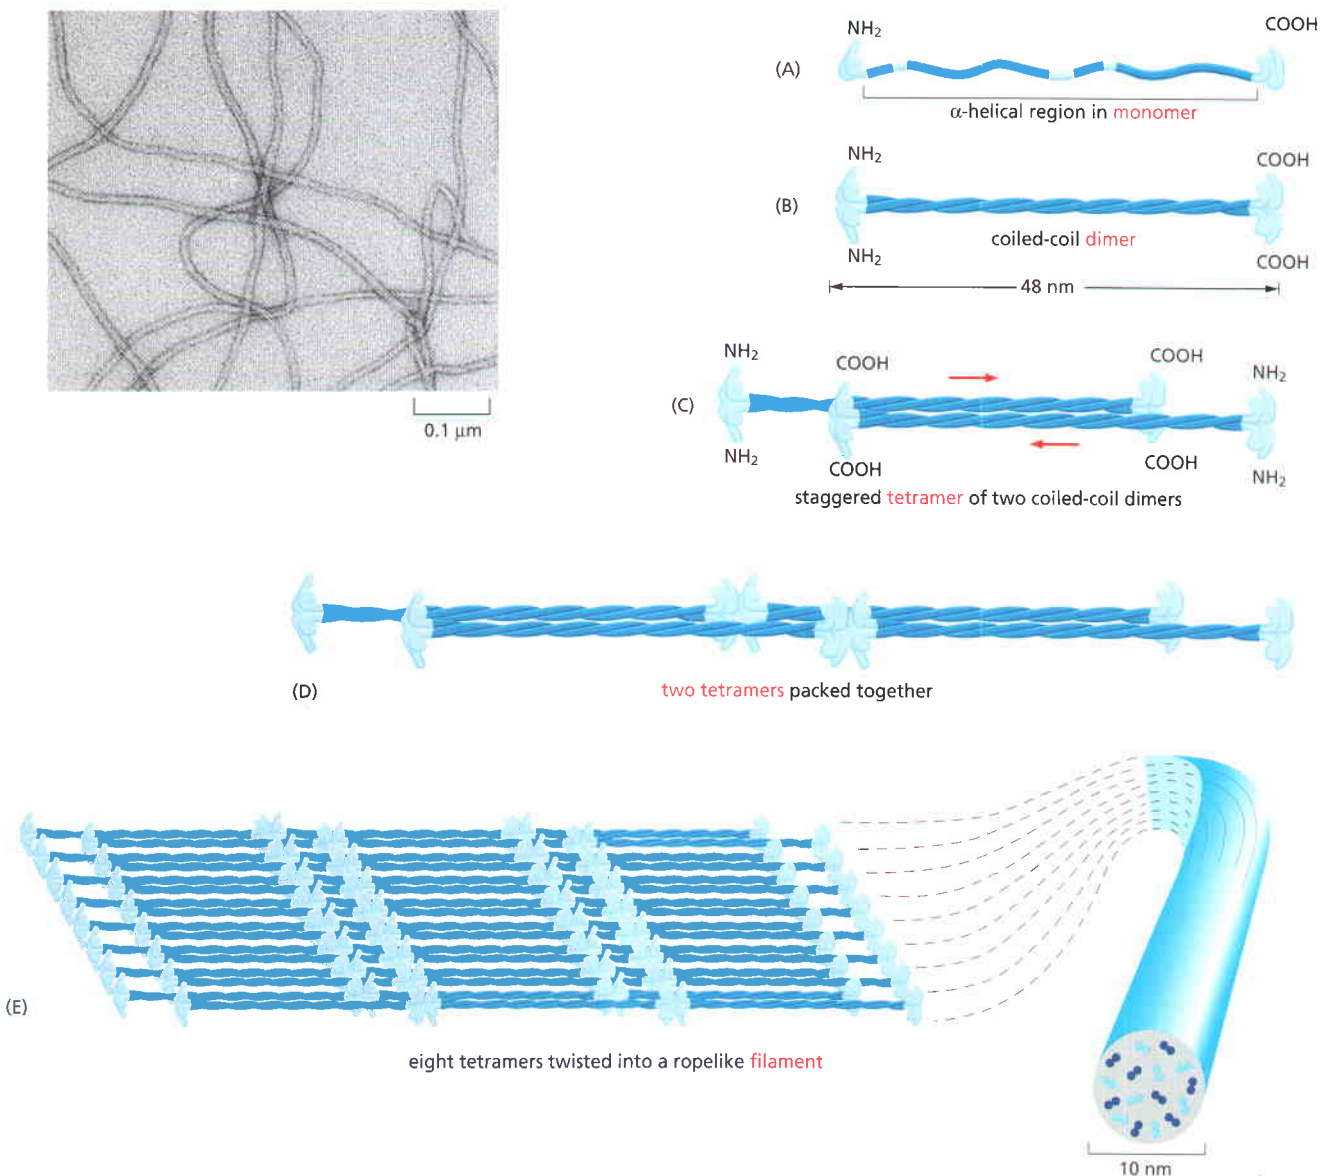 0.1 μm
NH₂
COOH
(A)
α-helical region in monomer
NH₂
COOH
(B)
coiled-coil dimer
NH₂
COOH
48 nm
NH₂
COOH
COOH
NH₂
(C)
NH₂
COOH
COOH
NH₂
staggered tetramer of two coiled-coil dimers
(D)
two tetramers packed together
(E)
eight tetramers twisted into a ropelike filament
10 nm